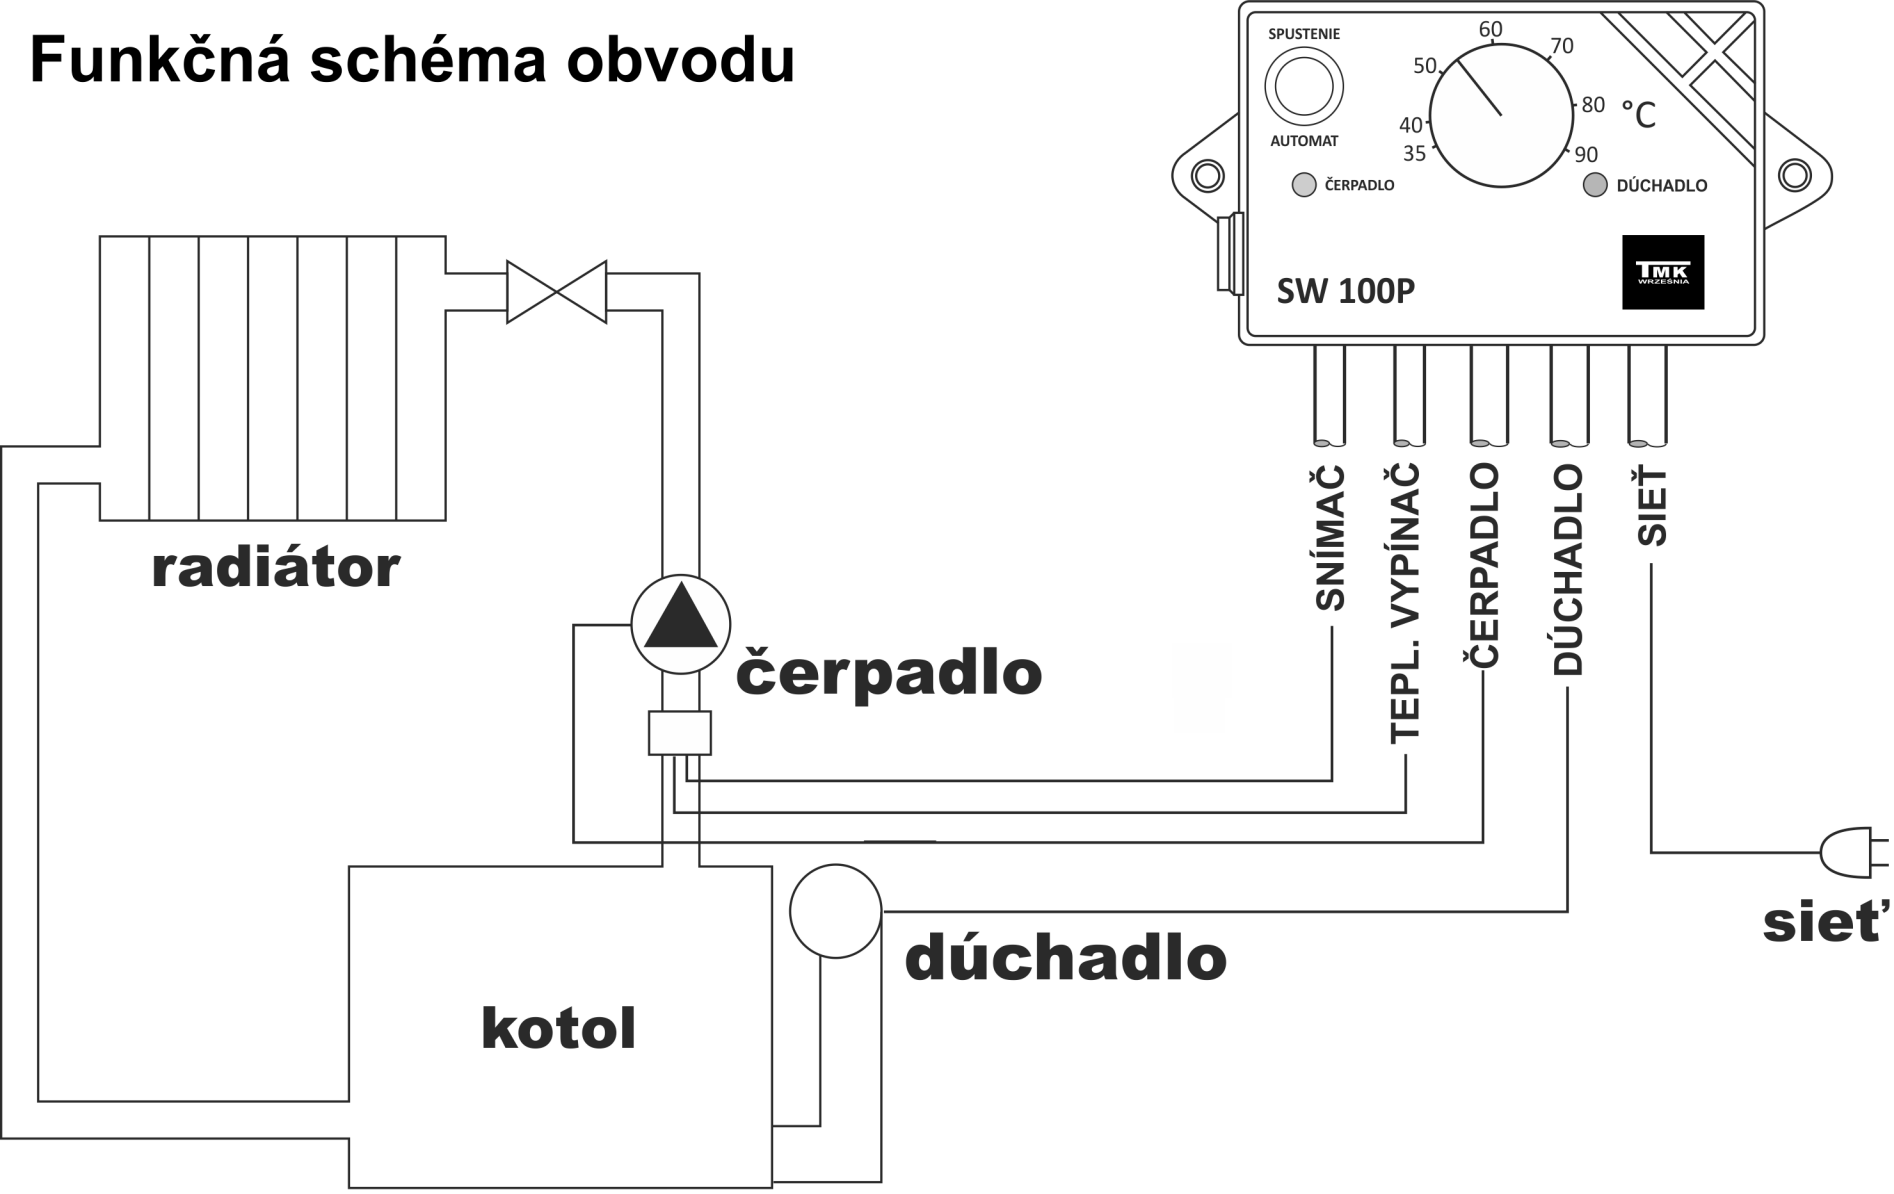 Funkčná schéma obvodu
SPUSTENIE
AUTOMAT
ČERPADLO
35
40
50
60
70
80
90
°C
DÚCHADLO
SW 100P
TMK
WRZEŚNIA
SNÍMAČ
TEPL. VYPÍNAČ
ČERPADLO
DÚCHADLO
SIEŤ
radiátor
čerpadlo
dúchadlo
sieť
kotol